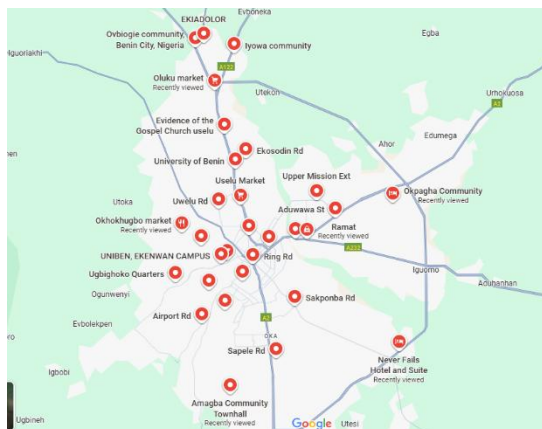 EKIADOLOR
Evboneka
Egba
Ovbiogie community,
Benin City, Nigeria
Iyowa community
Iguoriakhi
A122
Oluku market
Recently viewed
Utekon
Umokuosa
A2
Evidence of the
Gospel Church uselu
Ahor
Edumega
Ekosodin Rd
University of Benin
Upper Mission Ext
Uselu Market
Okpagha Community
Recently viewed
Utoka
Uwelu Rd
Aduwawa St
Okhokhugbo market
Recently viewed
Ramat
Recently viewed
A232
UNIBEN, EKENWAN CAMPUS
Ring Rd
Iguomo
Ugbighoko Quarters
Aduhanhan
Ogunwenyi
Sakponba Rd
Airport Rd
A2
Evbolekpen
OKA
Sapele Rd
Never Fails
Hotel and Suite
Recently viewed
Igbobi
Amagba Community
Townhall
Recently viewed
Ugbineh
Google
Utesi